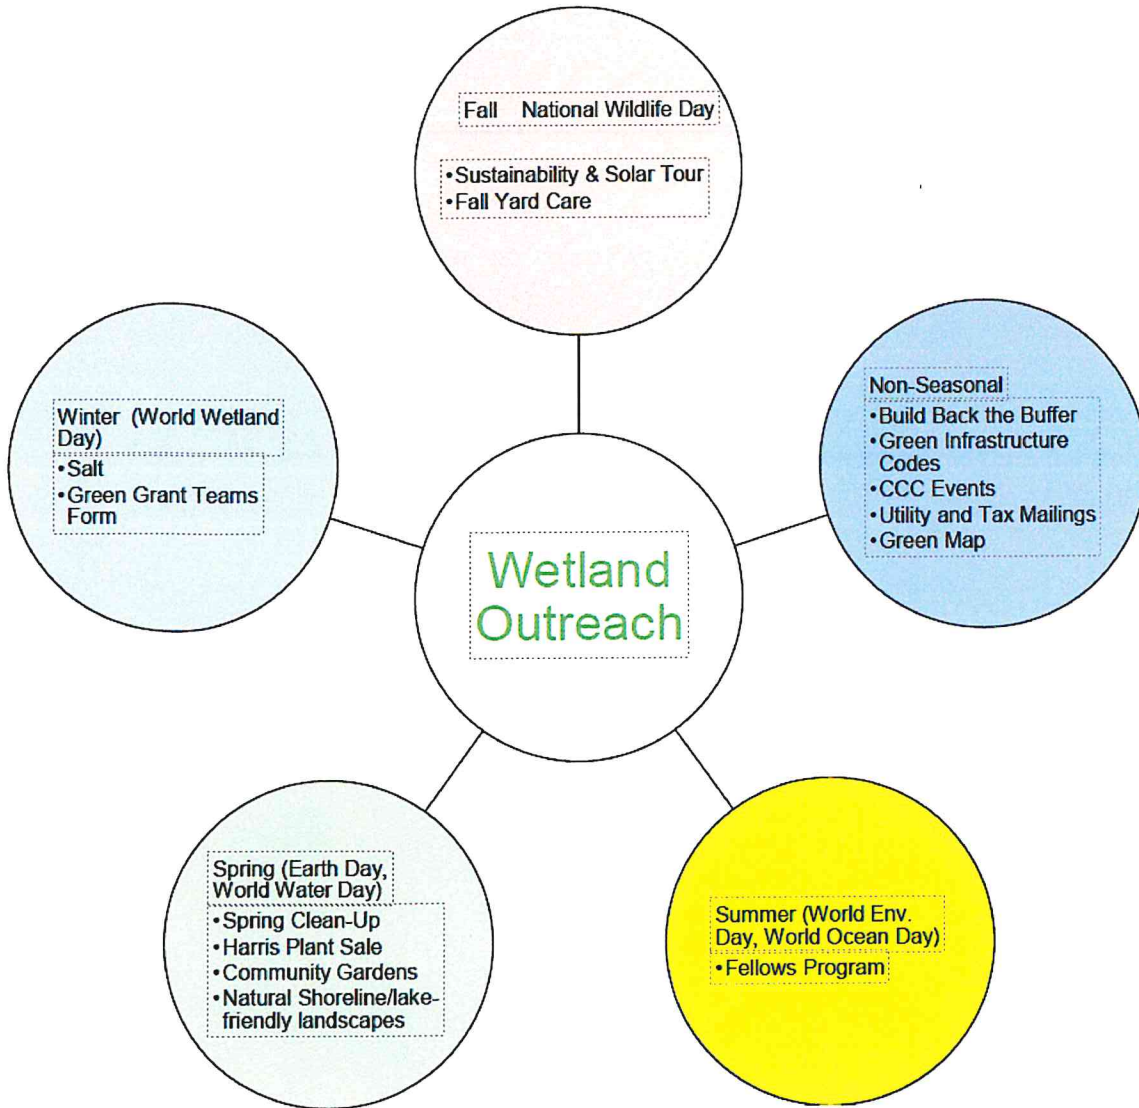 Fall    National Wildlife Day
•Sustainability & Solar Tour
•Fall Yard Care
Non-Seasonal
•Build Back the Buffer
•Green Infrastructure
Codes
•CCC Events
•Utility and Tax Mailings
•Green Map
Winter  (World Wetland
Day)
•Salt
•Green Grant Teams
Form
Wetland
Outreach
Spring (Earth Day,
World Water Day)
•Spring Clean-Up
•Harris Plant Sale
•Community Gardens
•Natural Shoreline/lake-
friendly landscapes
Summer (World Env.
Day, World Ocean Day)
•Fellows Program